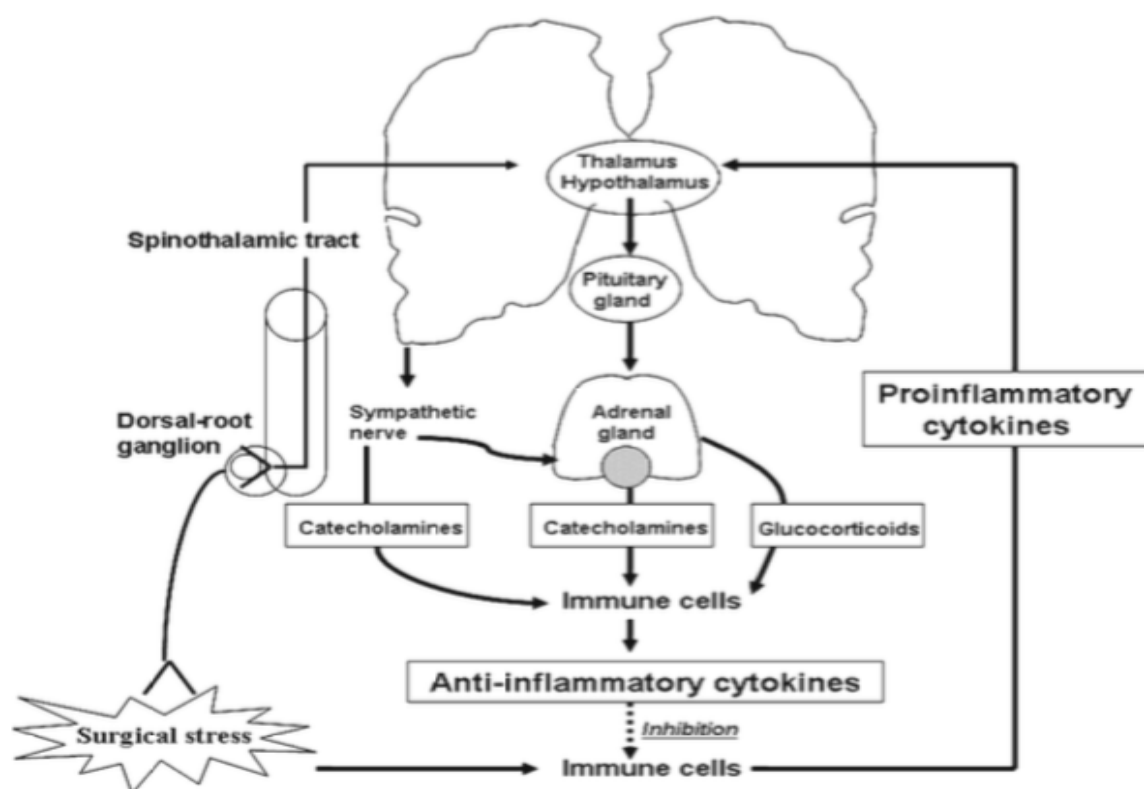 Thalamus
Hypothalamus
Spinothalamic tract
Pituitary
gland
Proinflammatory
cytokines
Dorsal-root
ganglion
Sympathetic
nerve
Adrenal
gland
Catecholamines
Catecholamines
Glucocorticoids
Immune cells
Anti-inflammatory cytokines
Inhibition
Surgical stress
Immune cells